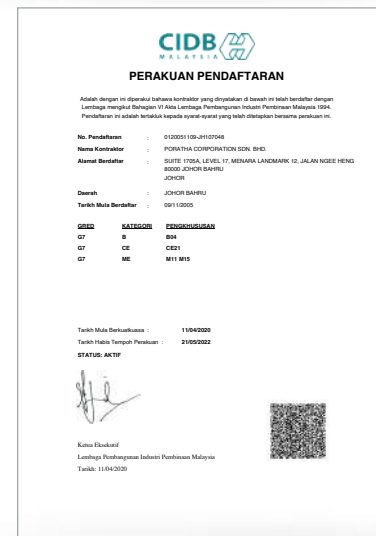 CIDB
MALAYSIA
PERAKUAN PENDAFTARAN
Adalah dengan ini diperakui bahawa kontraktor yang dinyatakan di bawah ini telah berdaftar dengan
Lembaga mengikut Bahagian VI Akta Lembaga Pembangunan Industri Pembinaan Malaysia 1994.
Pendaftaran ini adalah tertakluk kepada syarat-syarat yang telah ditetapkan bersama perakuan ini.
No. Pendaftaran : 0120051109-JH107048
Nama Kontraktor : PORATHA CORPORATION SDN. BHD.
Alamat Berdaftar : SUITE 1705A, LEVEL 17, MENARA LANDMARK 12, JALAN NGEE HENG
80000 JOHOR BAHRU
JOHOR
Daerah : JOHOR BAHRU
Tarikh Mula Berdaftar : 09/11/2005
GRED KATEGORI PENGKHUSUSAN
G7 B B04
G7 CE CE21
G7 ME M11 M15
Tarikh Mula Berkuatkuasa : 11/04/2020
Tarikh Habis Tempoh Perakuan : 21/05/2022
STATUS: AKTIF
Ketua Eksekutif
Lembaga Pembangunan Industri Pembinaan Malaysia
Tarikh: 11/04/2020